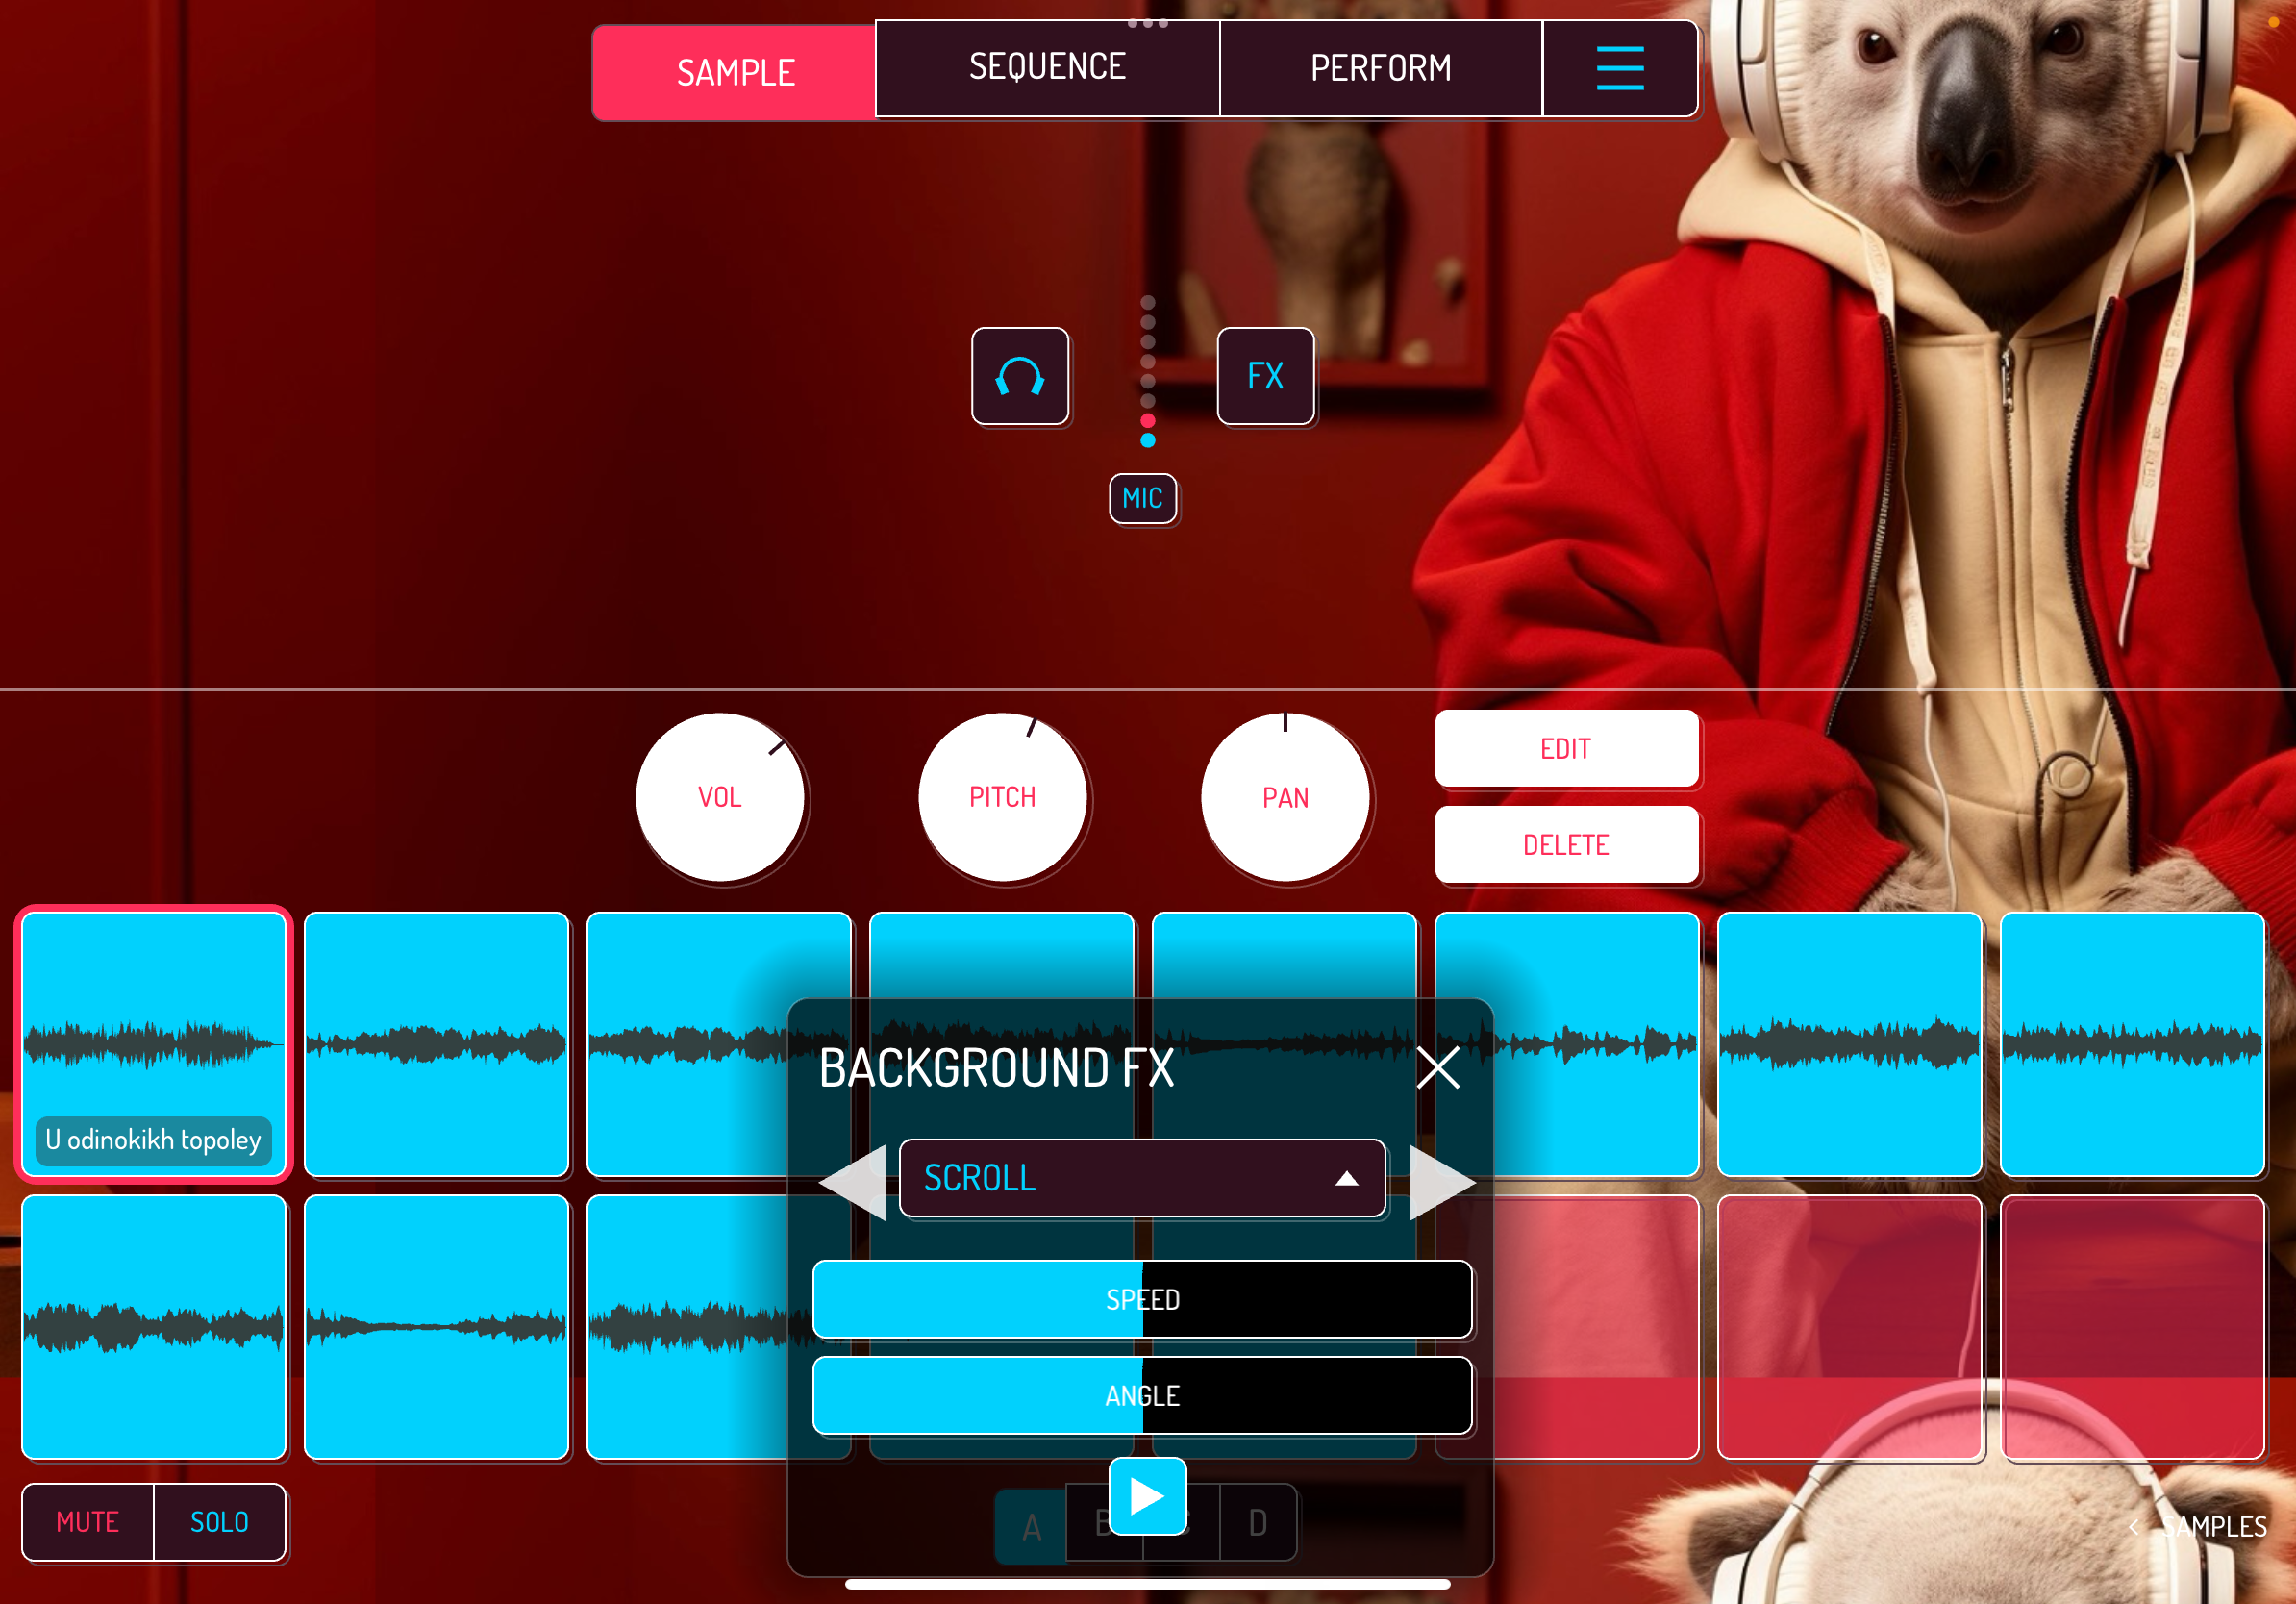 SAMPLE
SEQUENCE
PERFORM
FX
MIC
VOL
PITCH
PAN
EDIT
DELETE
U odinokikh topoley
BACKGROUND FX
SCROLL
SPEED
ANGLE
MUTE
SOLO
A
B
D
SAMPLES